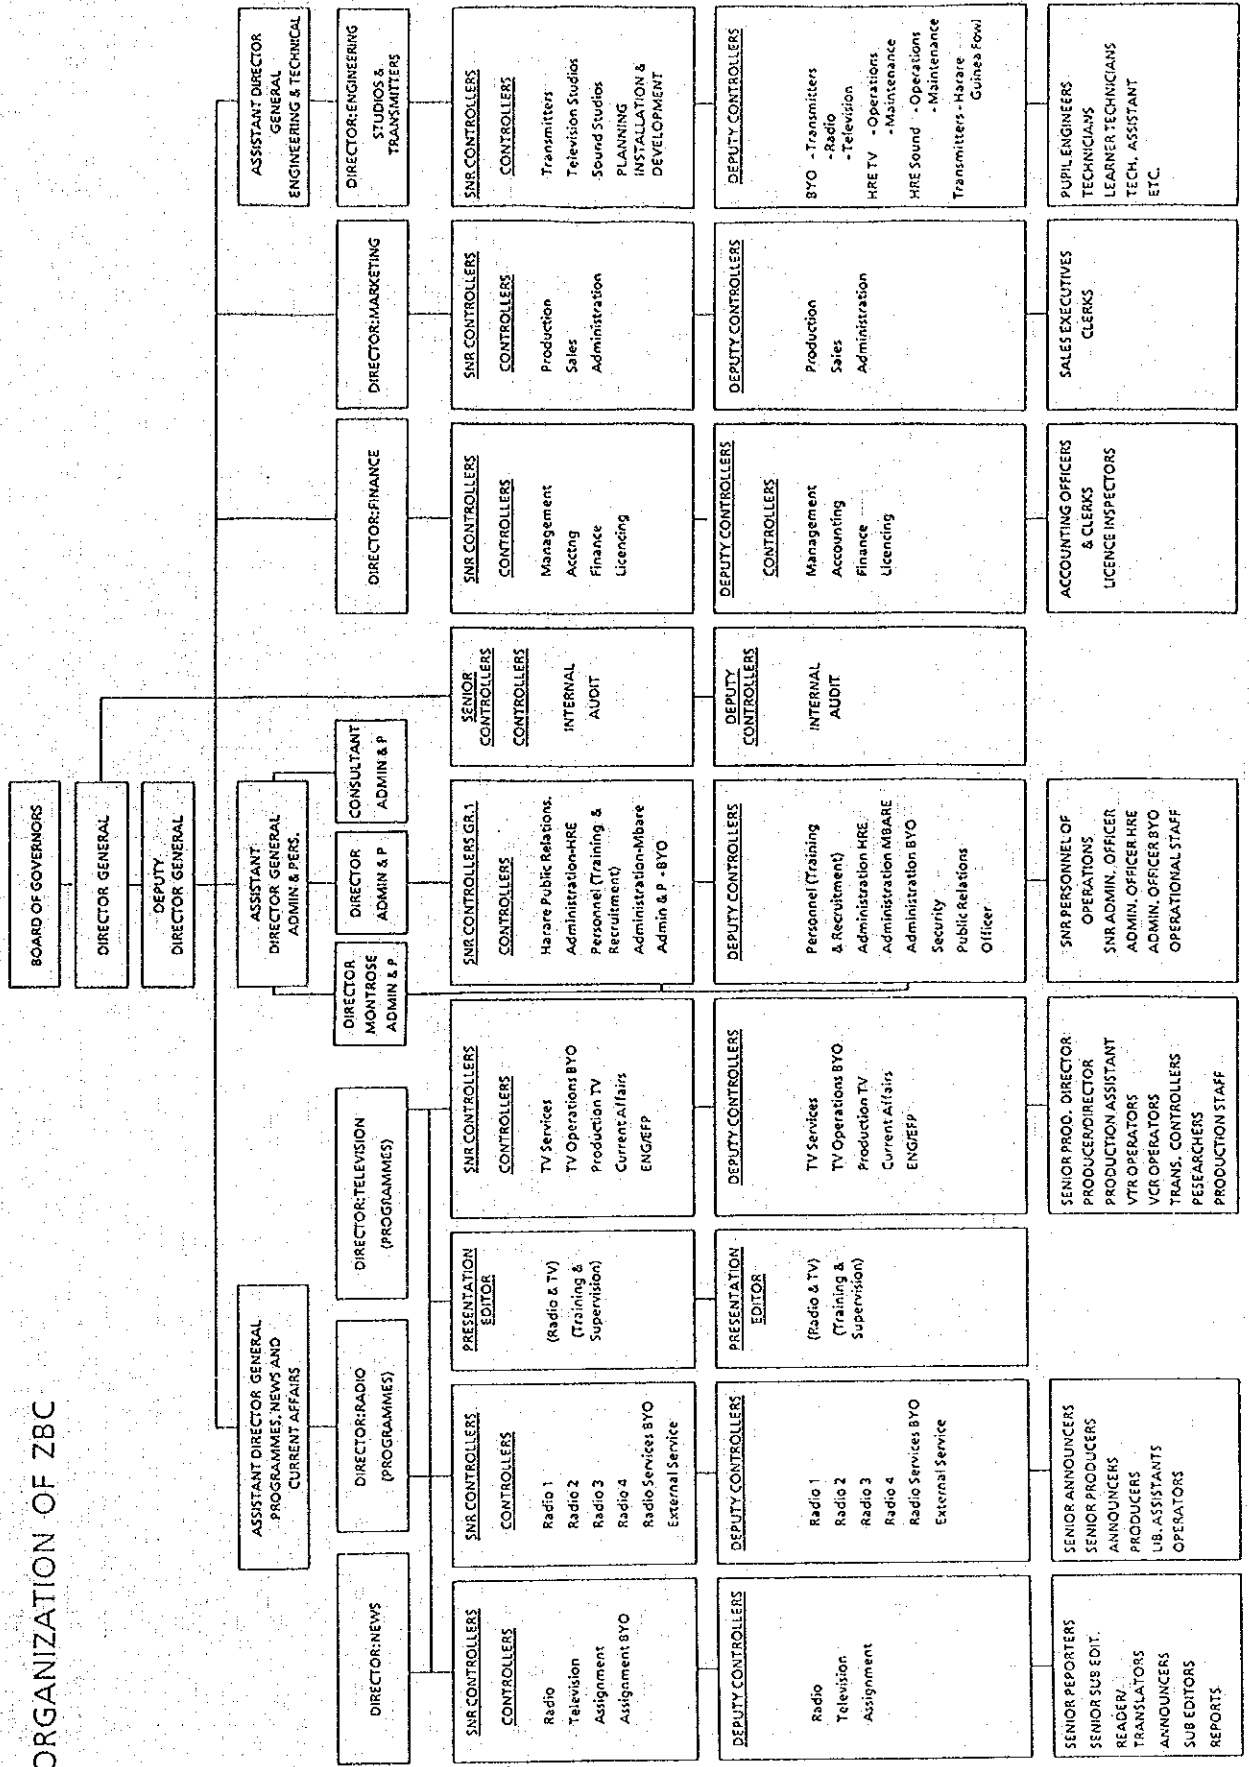 ORGANIZATION OF ZBC
BOARD OF GOVERNORS
DIRECTOR GENERAL
DEPUTY
DIRECTOR GENERAL
ASSISTANT DIRECTOR GENERAL
PROGRAMMES, NEWS AND
CURRENT AFFAIRS
ASSISTANT
DIRECTOR GENERAL
ADMIN & PERS.
ASSISTANT DIRECTOR
GENERAL
ENGINEERING & TECHNICAL
DIRECTOR:NEWS
DIRECTOR:RADIO
(PROGRAMMES)
DIRECTOR:TELEVISION
(PROGRAMMES)
DIRECTOR
MONTROSE
ADMIN & P
DIRECTOR
ADMIN & P
CONSULTANT
ADMIN & P
DIRECTOR:FINANCE
DIRECTOR:MARKETING
DIRECTOR:ENGINEERING
STUDIOS &
TRANSMITTERS
SNR CONTROLLERS
CONTROLLERS
Radio
Television
Assignment
Assignment BYO
SNR CONTROLLERS
CONTROLLERS
Radio 1
Radio 2
Radio 3
Radio 4
Radio Services BYO
External Service
PRESENTATION
EDITOR
(Radio & TV)
(Training &
Supervision)
SNR CONTROLLERS
CONTROLLERS
TV Services
TV Operations BYO
Production TV
Current Affairs
ENG/EFP
SNR CONTROLLERS GR.1
CONTROLLERS
Harare Public Relations.
Administration-HRE
Personnel (Training &
Recruitment)
Administration-Mbare
Admin & P -BYO
SENIOR
CONTROLLERS
CONTROLLERS
INTERNAL
AUDIT
SNR CONTROLLERS
CONTROLLERS
Management
Acctng
Finance
Licencing
SNR CONTROLLERS
CONTROLLERS
Production
Sales
Administration
SNR CONTROLLERS
CONTROLLERS
Transmitters
Television Studios
Sound Studios
PLANNING
INSTALLATION &
DEVELOPMENT
DEPUTY CONTROLLERS
Radio
Television
Assignment
DEPUTY CONTROLLERS
Radio 1
Radio 2
Radio 3
Radio 4
Radio Services BYO
External Service
PRESENTATION
EDITOR
(Radio & TV)
(Training &
Supervision)
DEPUTY CONTROLLERS
TV Services
TV Operations BYO
Production TV
Current Affairs
ENG/EFP
DEPUTY CONTROLLERS
Personnel (Training
& Recruitment)
Administration HRE
Administration MBARE
Administration BYO
Security
Public Relations
Officer
DEPUTY
CONTROLLERS
INTERNAL
AUDIT
DEPUTY CONTROLLERS
CONTROLLERS
Management
Accounting
Finance
Licencing
DEPUTY CONTROLLERS
Production
Sales
Administration
DEPUTY CONTROLLERS
BYO - Transmitters
- Radio
- Television
HRE TV - Operations
- Maintenance
HRE Sound - Operations
- Maintenance
Transmitters - Harare
Guinea Fowl
SENIOR PEPORTERS
SENIOR SUB EDIT.
READER/
TRANSLATORS
ANNOUNCERS
SUB EDITORS
REPORTS
SENIOR ANNOUNCERS
SENIOR PRODUCERS
ANNOUNCERS
PRODUCERS
LIB. ASSISTANTS
OPERATORS
SENIOR PROD. DIRECTOR
PRODUCER/DIRECTOR
PRODUCTION ASSISTANT
VTR OPERATORS
VCR OPERATORS
TRANS. CONTROLLERS
PESEARCHERS
PRODUCTION STAFF
SNR PERSONNEL OF
OPERATIONS
SNR ADMIN. OFFICER
ADMIN. OFFICER HRE
ADMIN. OFFICER BYO
OPERATIONAL STAFF
ACCOUNTING OFFICERS
& CLERKS
LICENCE INSPECTORS
SALES EXECUTIVES
CLERKS
PUPIL ENGINEERS
TECHNICIANS
LEARNER TECHNICIANS
TECH. ASSISTANT
ETC.